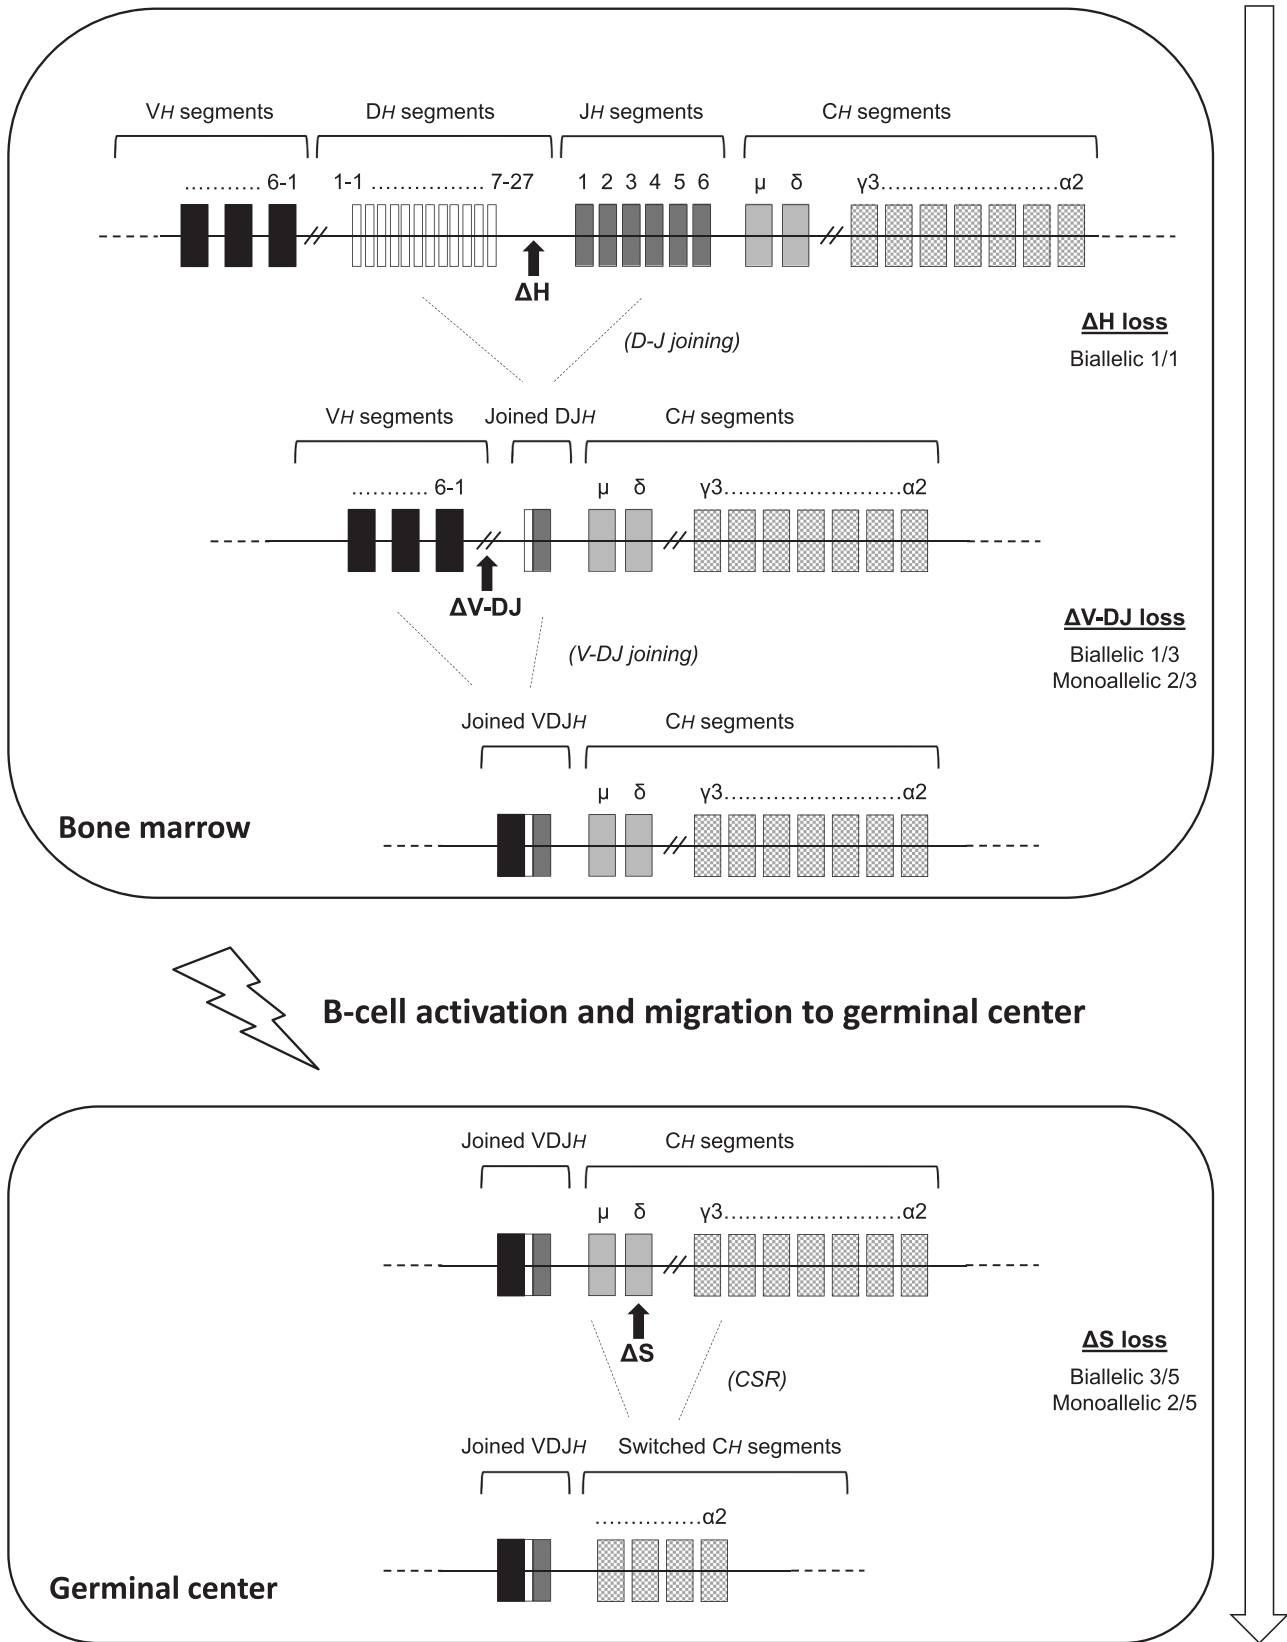 VH segments DH segments JH segments CH segments
........... 6-1 1-1 ................ 7-27 1 2 3 4 5 6 μ δ γ3............................α2
ΔH
(D-J joining)
ΔH loss
Biallelic 1/1
VH segments Joined DJH CH segments
........... 6-1 μ δ γ3............................α2
ΔV-DJ
(V-DJ joining)
ΔV-DJ loss
Biallelic 1/3
Monoallelic 2/3
Joined VDJH CH segments
μ δ γ3............................α2
Bone marrow
B-cell activation and migration to germinal center
Joined VDJH CH segments
μ δ γ3............................α2
ΔS
(CSR)
ΔS loss
Biallelic 3/5
Monoallelic 2/5
Joined VDJH Switched CH segments
................α2
Germinal center